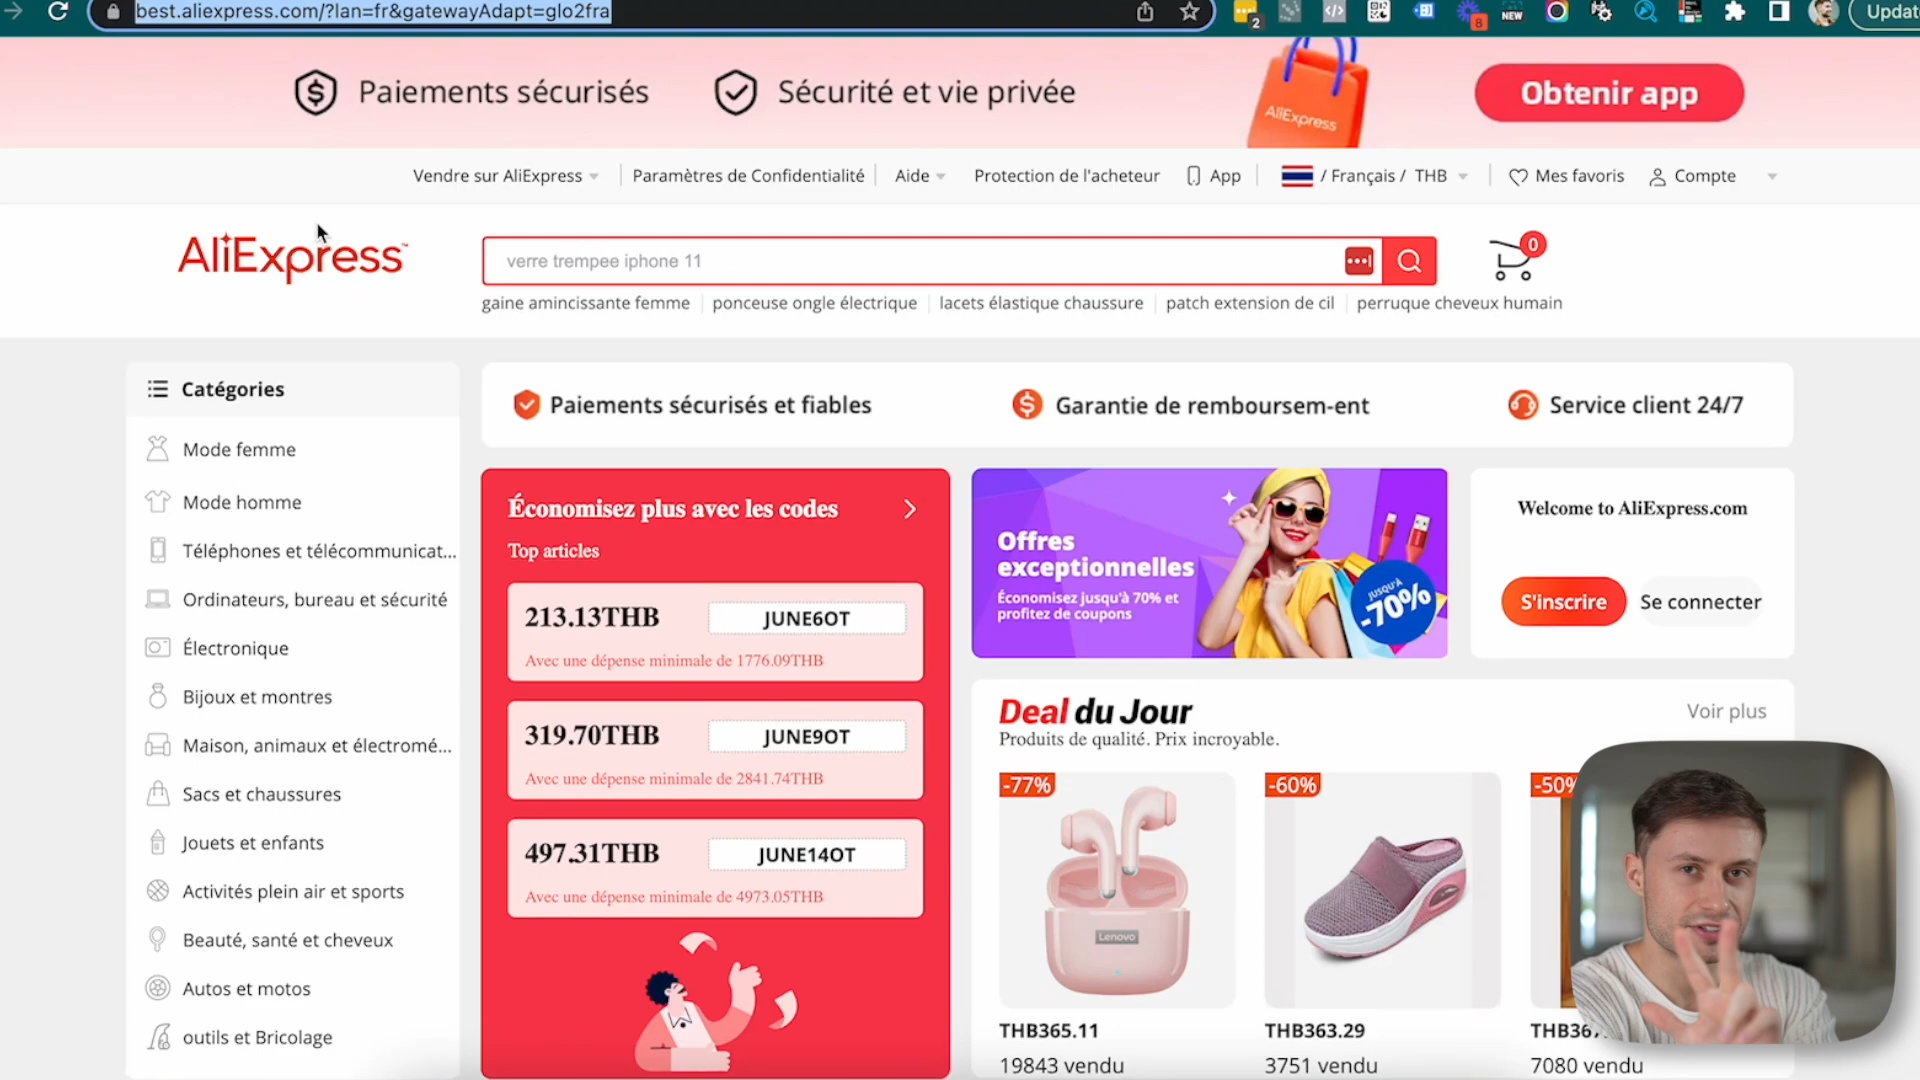 best.aliexpress.com/?lan=fr&gatewayAdapt=glo2fra
2
8
NEW
Paiements sécurisés
Sécurité et vie privée
AliExpress
Obtenir app
Vendre sur AliExpress
Paramètres de Confidentialité
Aide
Protection de l'acheteur
App
/ Français / THB
Mes favoris
Compte
AliExpress
verre trempee iphone 11
0
gaine amincissante femme
ponceuse ongle électrique
lacets élastique chaussure
patch extension de cil
perruque cheveux humain
Catégories
Mode femme
Mode homme
Téléphones et télécommunicat...
Ordinateurs, bureau et sécurité
Électronique
Bijoux et montres
Maison, animaux et électromé...
Sacs et chaussures
Jouets et enfants
Activités plein air et sports
Beauté, santé et cheveux
Autos et motos
outils et Bricolage
Paiements sécurisés et fiables
Garantie de remboursem-ent
Service client 24/7
Économisez plus avec les codes
Top articles
213.13THB
JUNE6OT
Avec une dépense minimale de 1776.09THB
319.70THB
JUNE9OT
Avec une dépense minimale de 2841.74THB
497.31THB
JUNE14OT
Avec une dépense minimale de 4973.05THB
Offres
exceptionnelles
Économisez jusqu'à 70% et
profitez de coupons
JUSQU'À
-70%
Welcome to AliExpress.com
S'inscrire
Se connecter
Deal du Jour
Voir plus
Produits de qualité. Prix incroyable.
-77%
Lenovo
THB365.11
19843 vendu
-60%
THB363.29
3751 vendu
-50%
7080 vendu